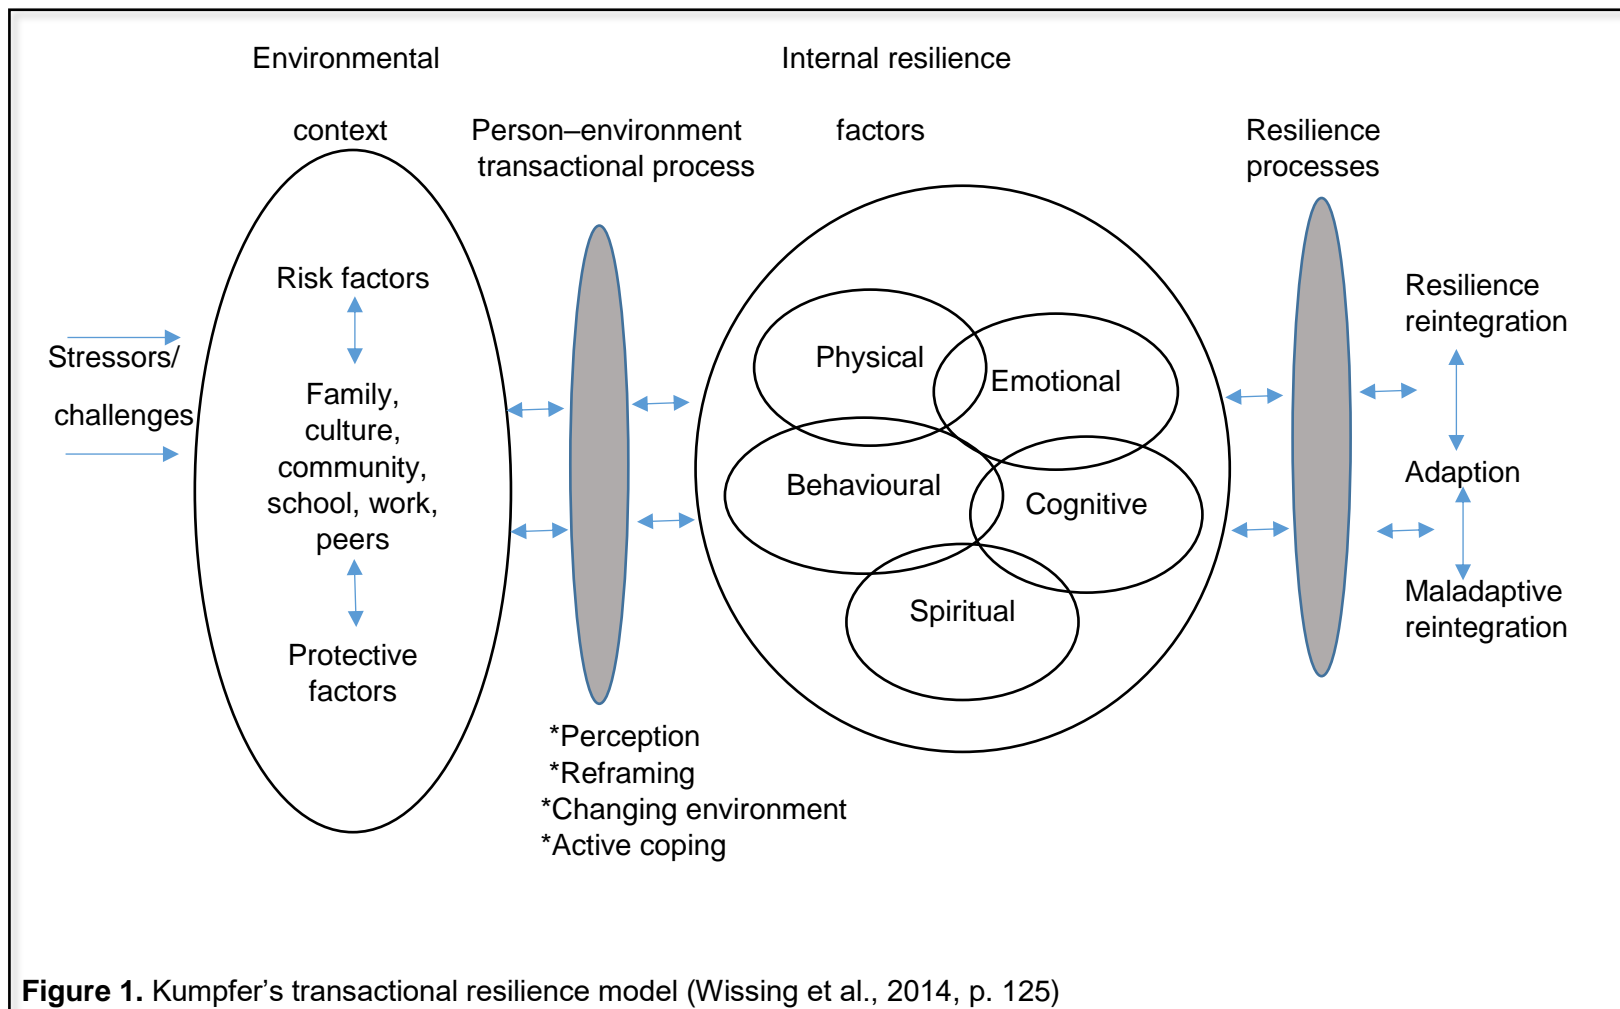 Environmental
context
Person–environment
transactional process
Internal resilience
factors
Resilience
processes
Stressors/
challenges
Risk factors
Family,
culture,
community,
school, work,
peers
Protective
factors
*Perception
*Reframing
*Changing environment
*Active coping
Physical
Emotional
Behavioural
Cognitive
Spiritual
Resilience
reintegration
Adaption
Maladaptive
reintegration
Figure 1. Kumpfer’s transactional resilience model (Wissing et al., 2014, p. 125)